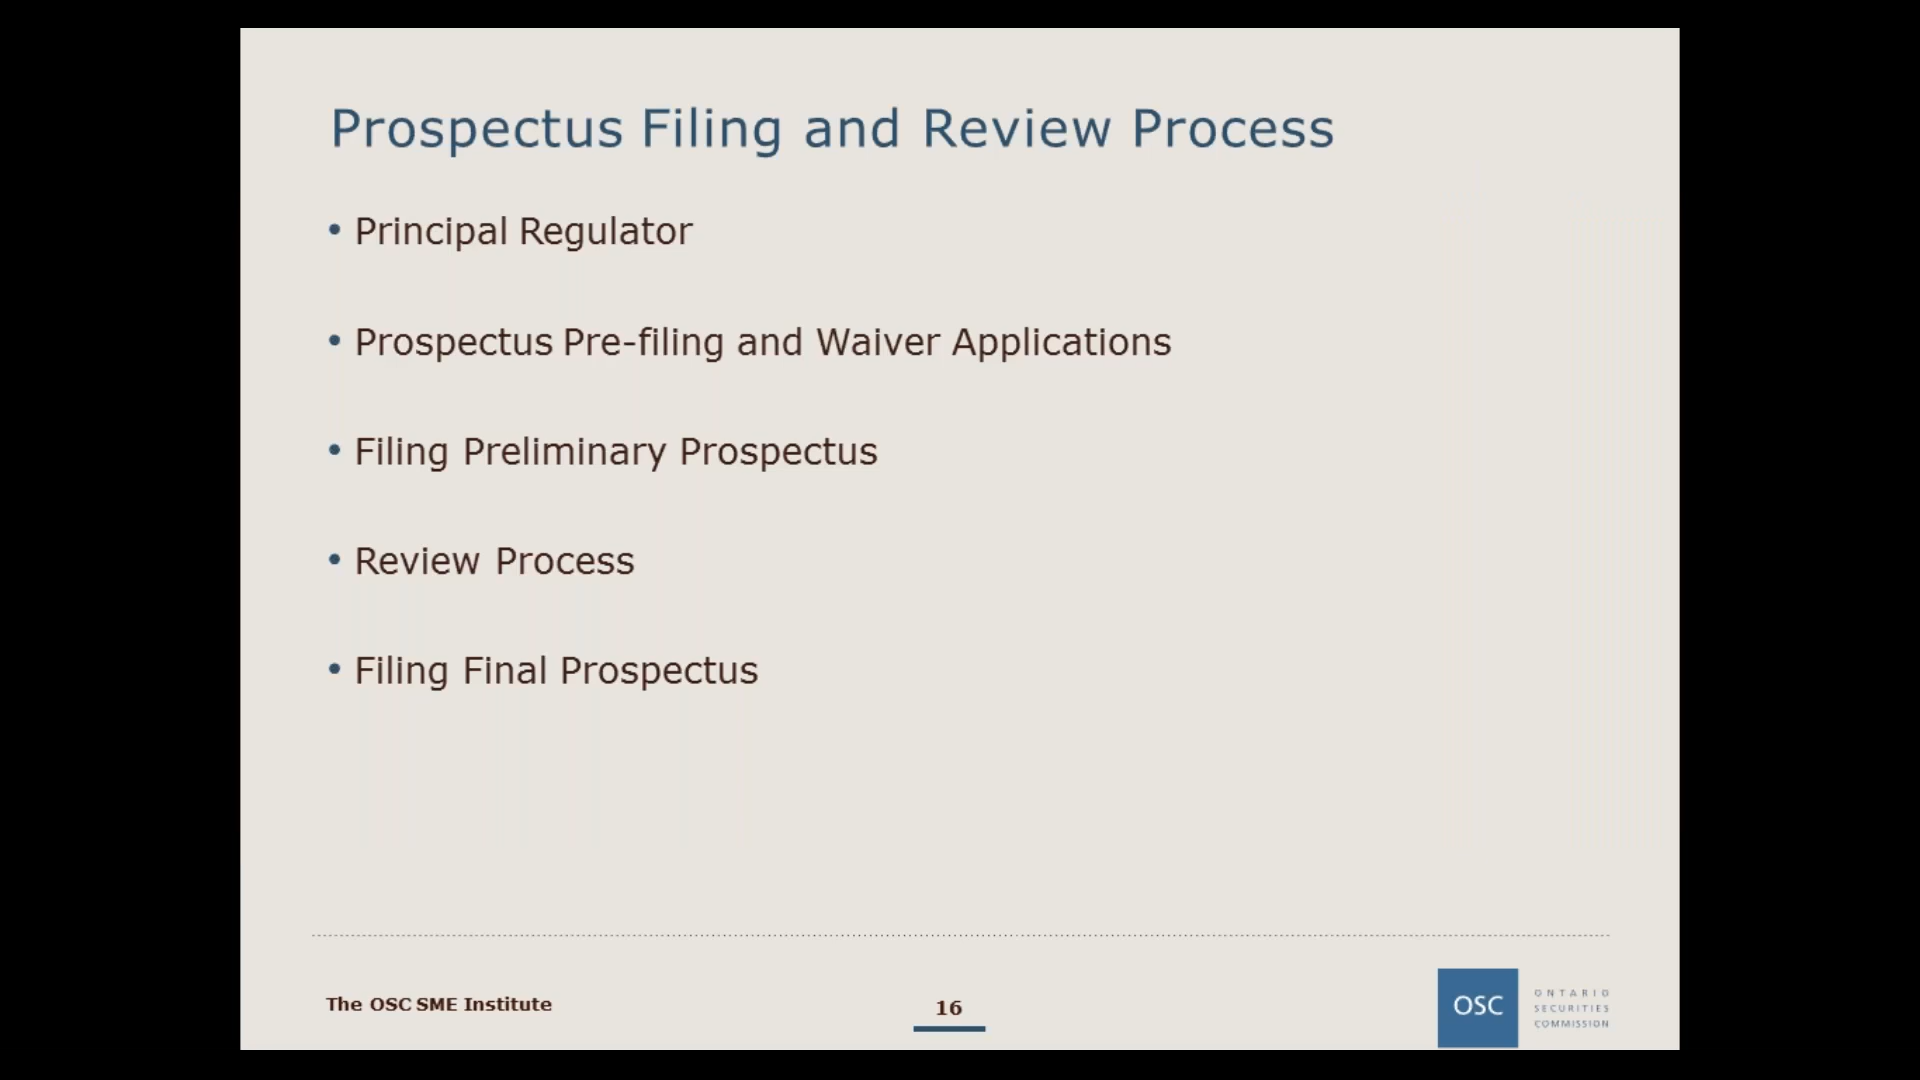 Prospectus Filing and Review Process
• Principal Regulator
• Prospectus Pre-filing and Waiver Applications
• Filing Preliminary Prospectus
• Review Process
• Filing Final Prospectus
The OSC SME Institute
16
OSC
ONTARIO
SECURITIES
COMMISSION